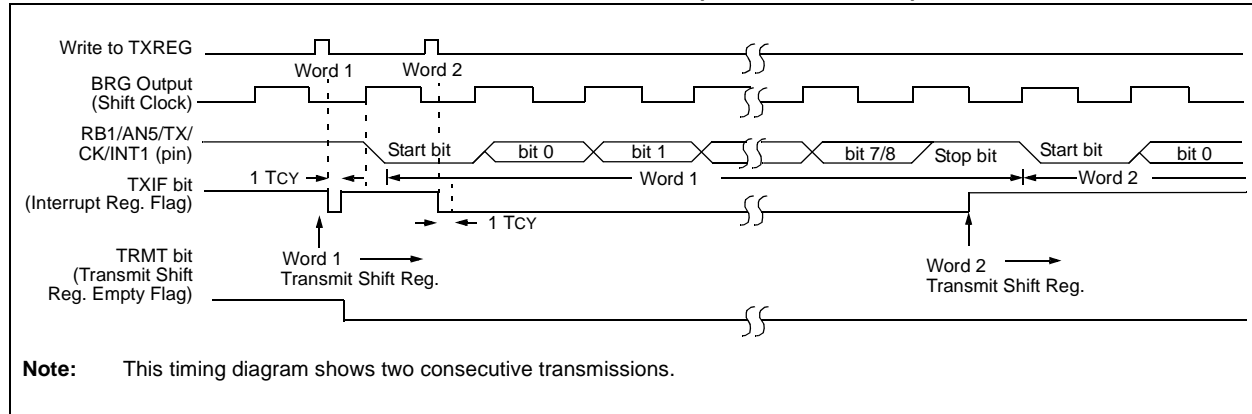 Write to TXREG
Word 1
Word 2
BRG Output
(Shift Clock)
RB1/AN5/TX/
CK/INT1 (pin)
Start bit
bit 0
bit 1
bit 7/8
Stop bit
Start bit
bit 0
1 TCY
Word 1
Word 2
TXIF bit
(Interrupt Reg. Flag)
1 TCY
Word 1
Transmit Shift Reg.
Word 2
Transmit Shift Reg.
TRMT bit
(Transmit Shift
Reg. Empty Flag)
Note: This timing diagram shows two consecutive transmissions.